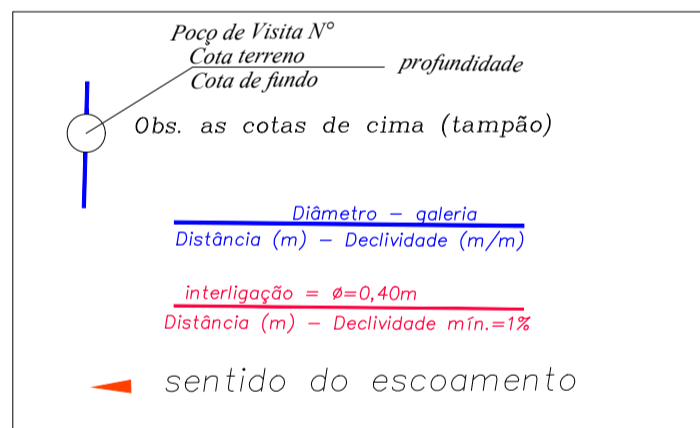 Poço de Visita Nº
Cota terreno
profundidade
Cota de fundo
Obs. as cotas de cima (tampão)
Diâmetro – galeria
Distância (m) – Declividade (m/m)
interligação = ø=0,40m
Distância (m) – Declividade mín.=1%
sentido do escoamento